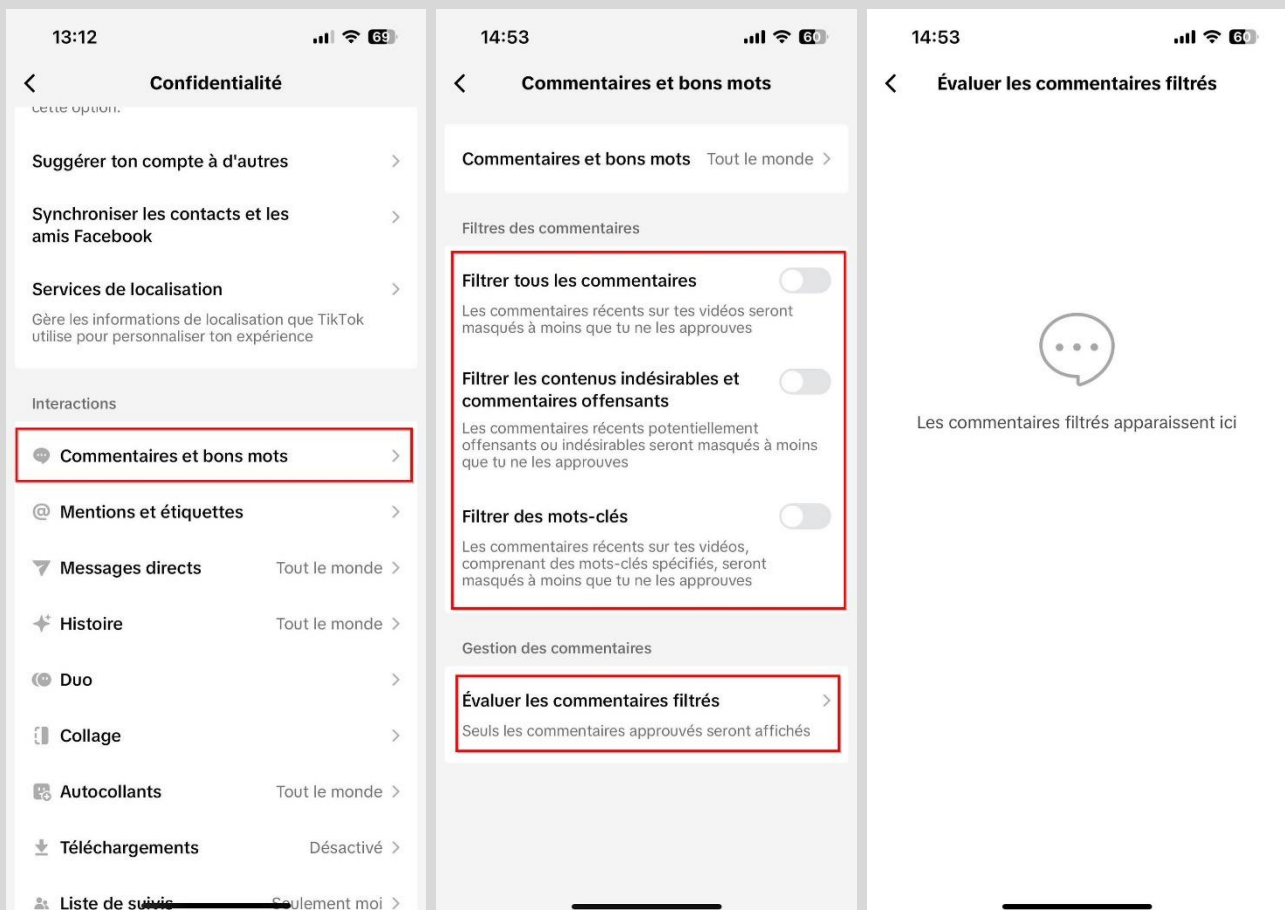 13:12
69
Confidentialité
cette option.
Suggérer ton compte à d'autres
Synchroniser les contacts et les
amis Facebook
Services de localisation
Gère les informations de localisation que TikTok
utilise pour personnaliser ton expérience
Interactions
Commentaires et bons mots
Mentions et étiquettes
Messages directs Tout le monde
Histoire Tout le monde
Duo
Collage
Autocollants Tout le monde
Téléchargements Désactivé
Liste de suivis Seulement moi
14:53
60
Commentaires et bons mots
Commentaires et bons mots Tout le monde
Filtres des commentaires
Filtrer tous les commentaires
Les commentaires récents sur tes vidéos seront
masqués à moins que tu ne les approuves
Filtrer les contenus indésirables et
commentaires offensants
Les commentaires récents potentiellement
offensants ou indésirables seront masqués à moins
que tu ne les approuves
Filtrer des mots-clés
Les commentaires récents sur tes vidéos,
comprenant des mots-clés spécifiés, seront
masqués à moins que tu ne les approuves
Gestion des commentaires
Évaluer les commentaires filtrés
Seuls les commentaires approuvés seront affichés
14:53
60
Évaluer les commentaires filtrés
Les commentaires filtrés apparaissent ici